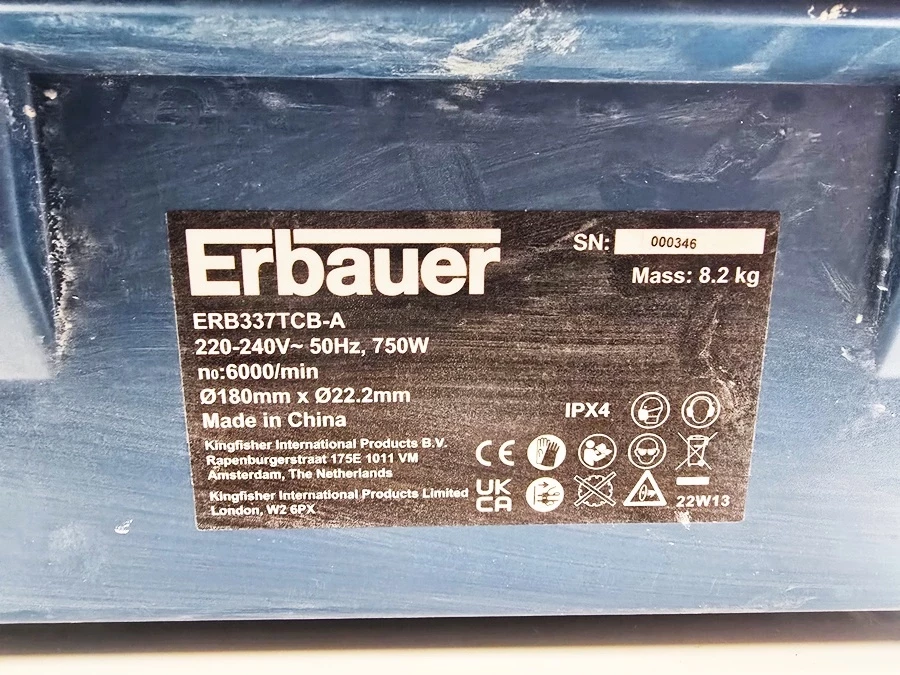 Erbauer
SN: 000346
Mass: 8.2 kg
ERB337TCB-A
220-240V~ 50Hz, 750W
n₀:6000/min
Ø180mm x Ø22.2mm
Made in China
IPX4
Kingfisher International Products B.V.
Rapenburgerstraat 175E 1011 VM
Amsterdam, The Netherlands
CE
Kingfisher International Products Limited
London, W2 6PX
UK
CA
22W13